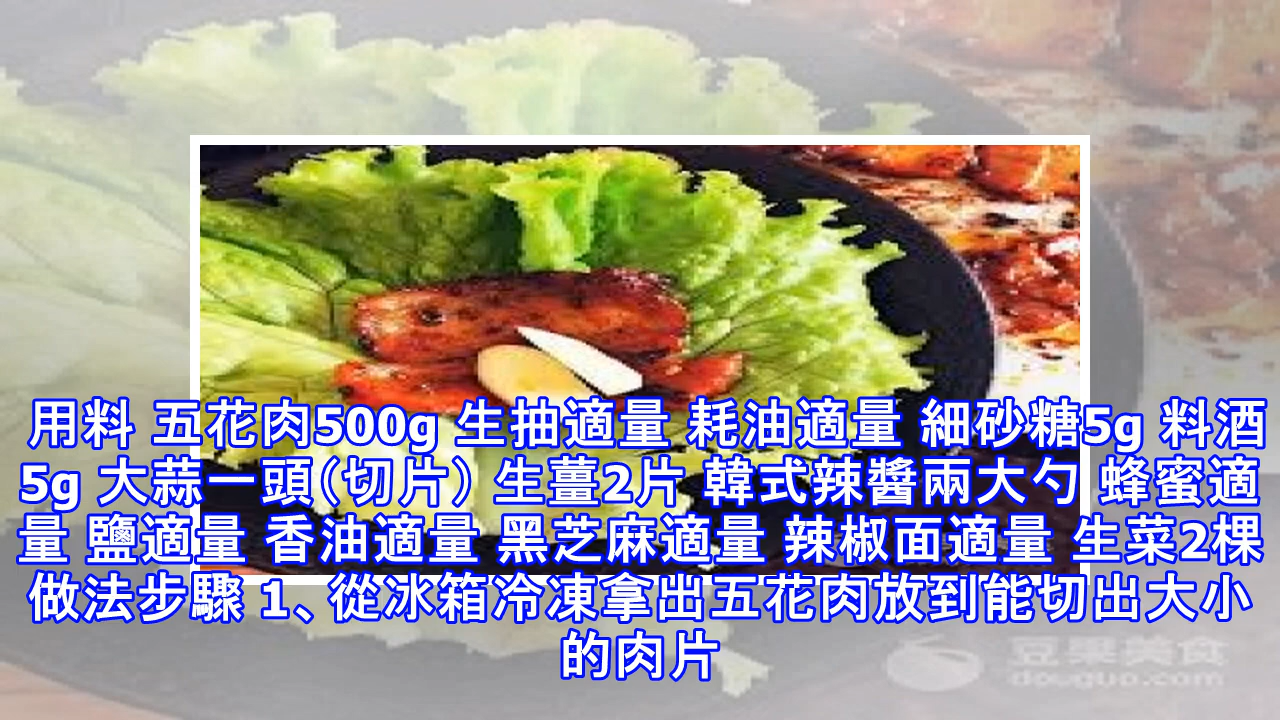 用料 五花肉500g 生抽適量 耗油適量 細砂糖5g 料酒
5g 大蒜一頭（切片） 生薑2片 韓式辣醬兩大勺 蜂蜜適
量 鹽適量 香油適量 黑芝麻適量 辣椒面適量 生菜2棵
做法步驟 1、從冰箱冷凍拿出五花肉放到能切出大小
的肉片
豆果美食
douguo.com